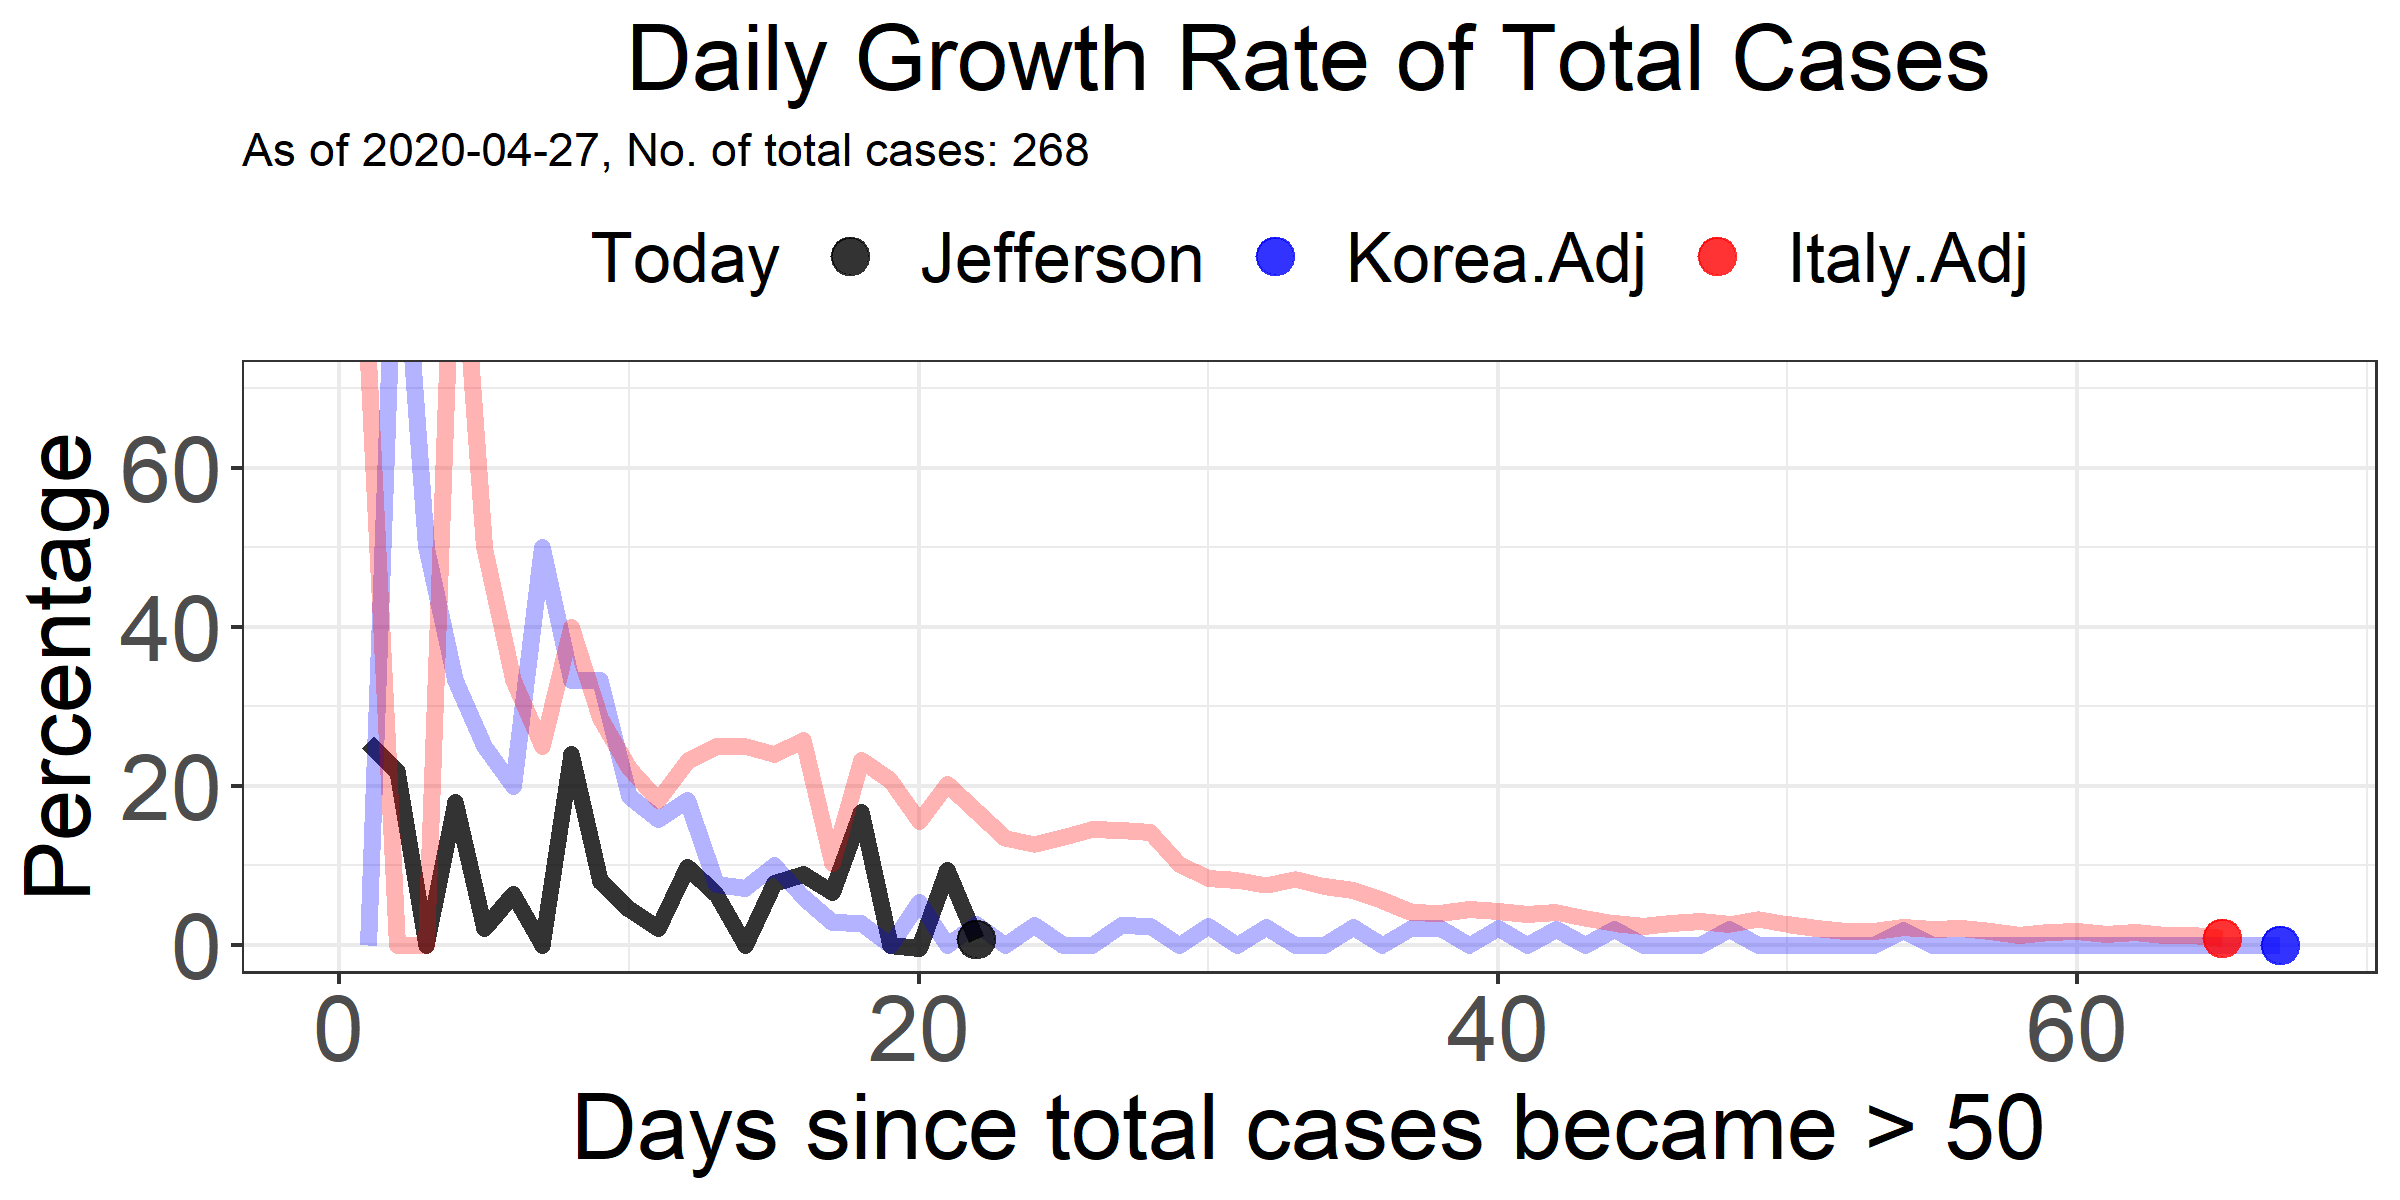 Daily Growth Rate of Total Cases
As of 2020-04-27, No. of total cases: 268
Today Jefferson Korea.Adj Italy.Adj
Percentage
60
40
20
0
0 20 40 60
Days since total cases became > 50